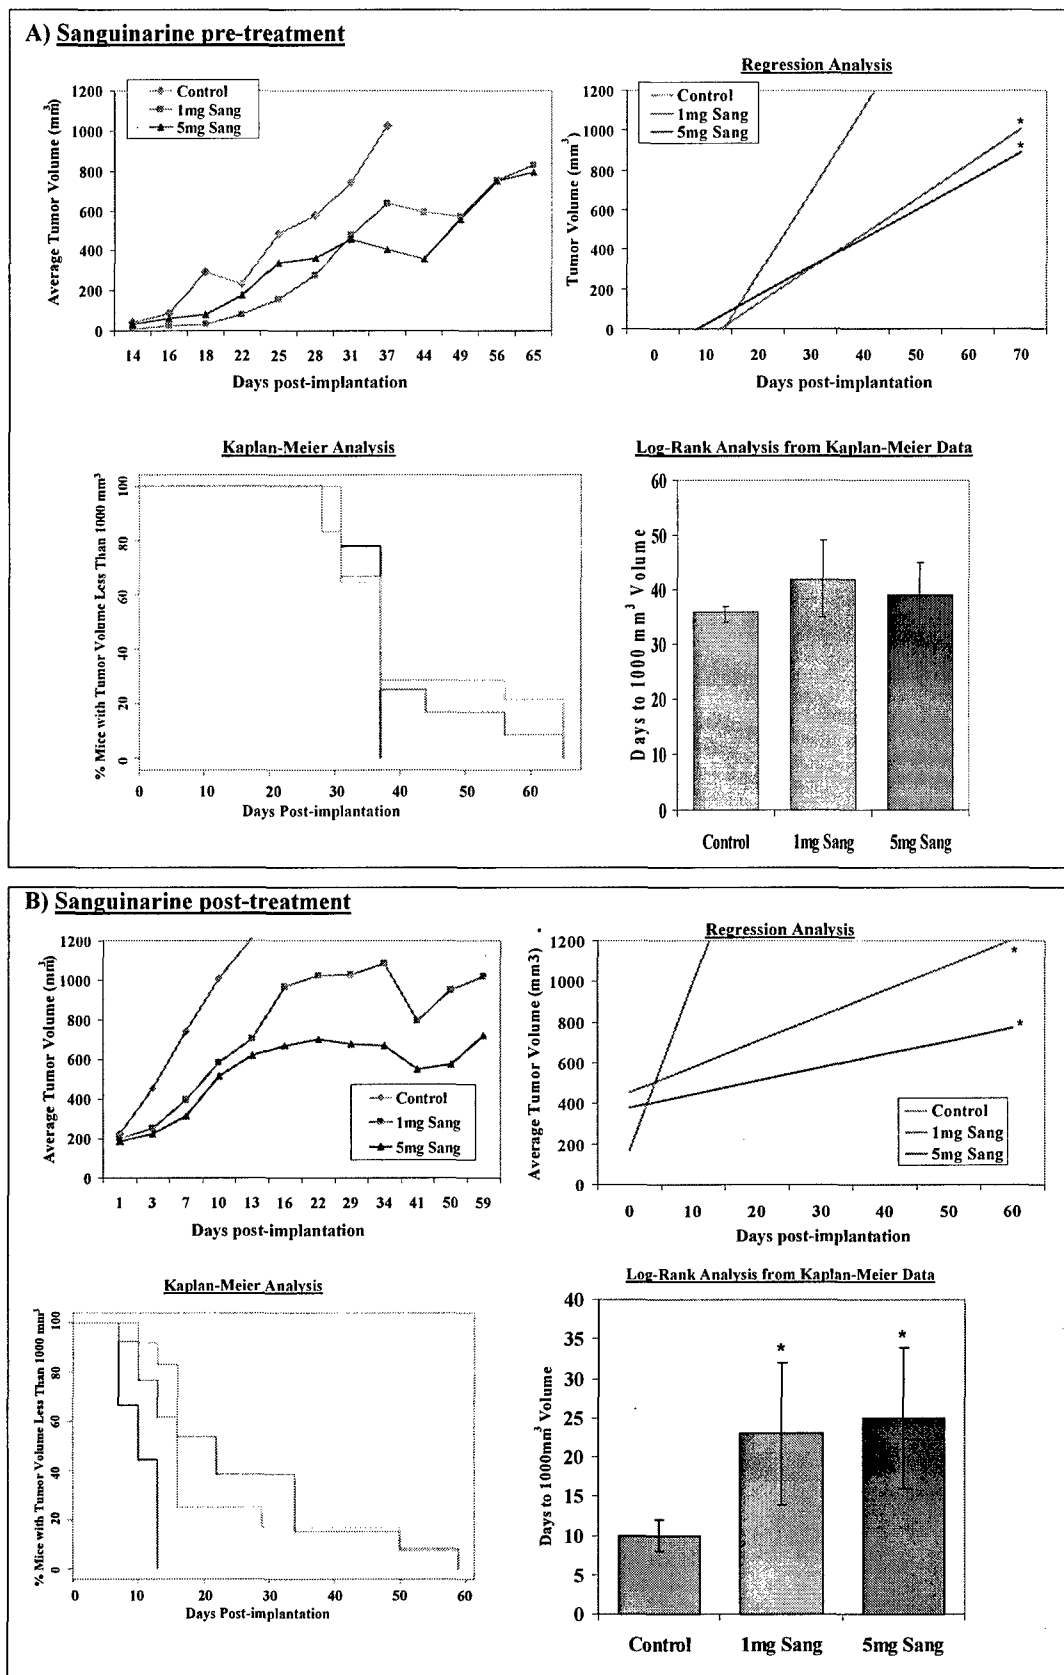 A) Sanguinarine pre-treatment
Control
1mg Sang
5mg Sang
Average Tumor Volume (mm³)
1200
1000
800
600
400
200
0
14 16 18 22 25 28 31 37 44 49 56 65
Days post-implantation
Regression Analysis
Control
1mg Sang
5mg Sang
Tumor Volume (mm³)
1200
1000
800
600
400
200
0
* *
0 10 20 30 40 50 60 70
Days post-implantation
Kaplan-Meier Analysis
% Mice with Tumor Volume Less Than 1000 mm³
100
80
60
40
20
0
0 10 20 30 40 50 60
Days Post-implantation
Log-Rank Analysis from Kaplan-Meier Data
Days to 1000 mm³ Volume
60
50
40
30
20
10
0
Control 1mg Sang 5mg Sang
B) Sanguinarine post-treatment
Average Tumor Volume (mm³)
1200
1000
800
600
400
200
0
Control
1mg Sang
5mg Sang
1 3 7 10 13 16 22 29 34 41 50 59
Days post-implantation
Regression Analysis
Average Tumor Volume (mm3)
1200
1000
800
600
400
200
* *
Control
1mg Sang
5mg Sang
0 10 20 30 40 50 60
Days post-implantation
Kaplan-Meier Analysis
% Mice with Tumor Volume Less Than 1000 mm³
100
80
60
40
20
0
0 10 20 30 40 50 60
Days Post-implantation
Log-Rank Analysis from Kaplan-Meier Data
Days to 1000mm³ Volume
40
35
30
25
20
15
10
5
0
* *
Control 1mg Sang 5mg Sang